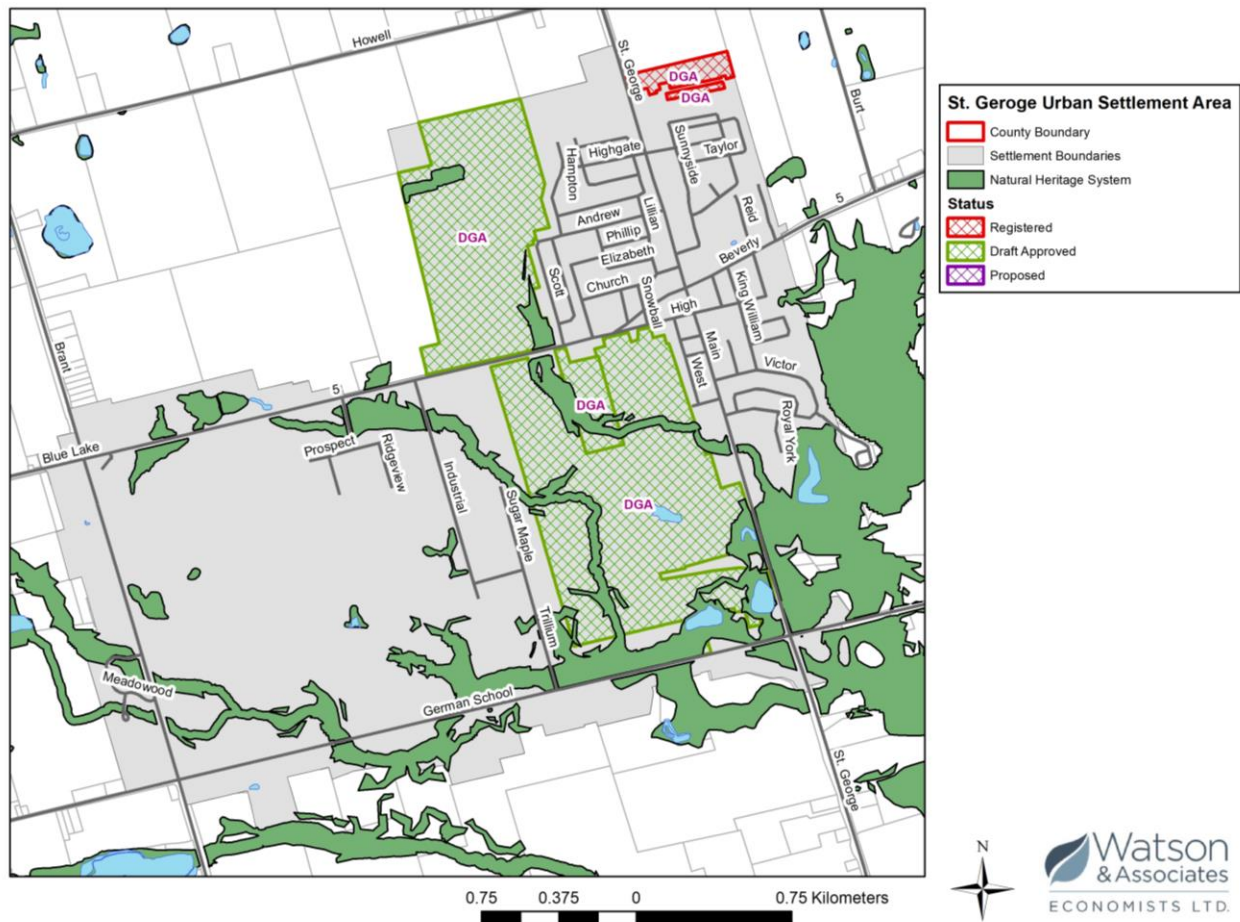 Howell
St. George
DGA
DGA
Burt
Hampton
Highgate
Sunnyside
Taylor
5
DGA
Andrew
Lillian
Reid
Phillip
Elizabeth
Beverly
Scott
Church
Snowball
High
King William
Brant
Main
West
Victor
5
DGA
Royal York
Blue Lake
Prospect
Ridgeview
Industrial
Sugar Maple
DGA
Trillium
Meadowood
German School
St. George
St. Geroge Urban Settlement Area
County Boundary
Settlement Boundaries
Natural Heritage System
Status
Registered
Draft Approved
Proposed
0.75 0.375 0 0.75 Kilometers
N
Watson
& Associates
ECONOMISTS LTD.